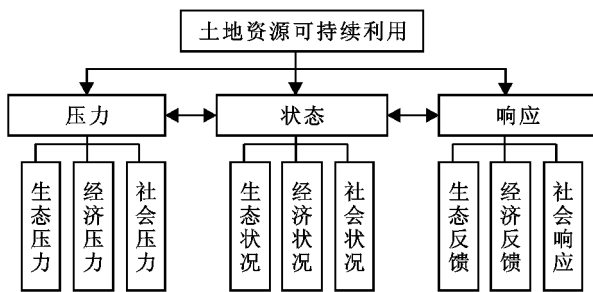 土地资源可持续利用
压力
状态
响应
生态压力
经济压力
社会压力
生态状况
经济状况
社会状况
生态反馈
经济反馈
社会响应